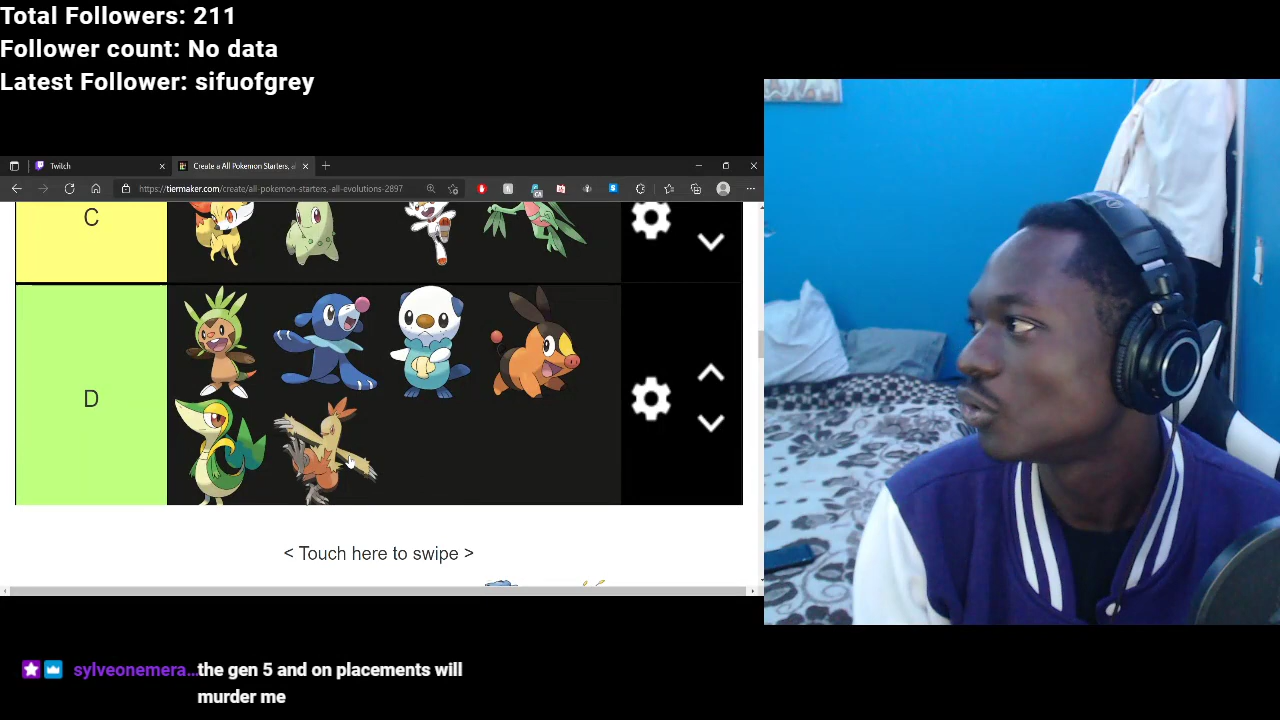 Total Followers: 211
Follower count: No data
Latest Follower: sifuofgrey
Twitch
Create a All Pokemon Starters, al
https://tiermaker.com/create/all-pokemon-starters,-all-evolutions-2897
C
D
< Touch here to swipe >
sylveonemera... the gen 5 and on placements will
murder me